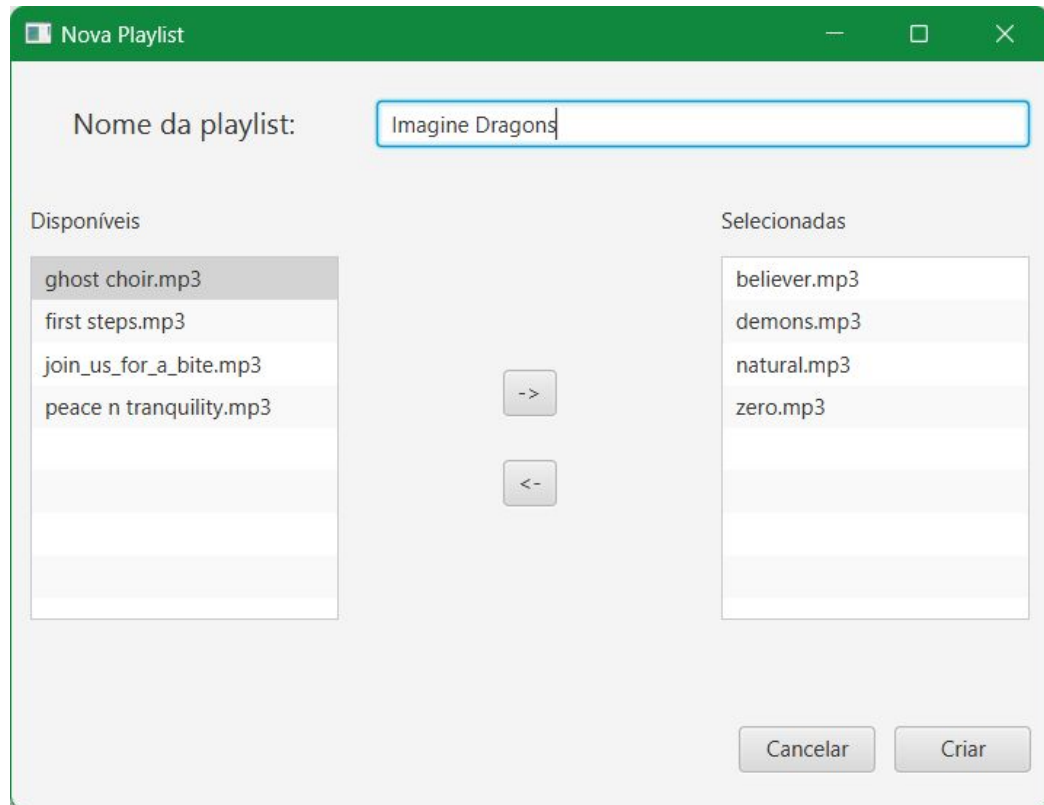 Nova Playlist
Nome da playlist:
Imagine Dragons
Disponíveis
ghost choir.mp3
first steps.mp3
join_us_for_a_bite.mp3
peace n tranquility.mp3
->
<-
Selecionadas
believer.mp3
demons.mp3
natural.mp3
zero.mp3
Cancelar
Criar